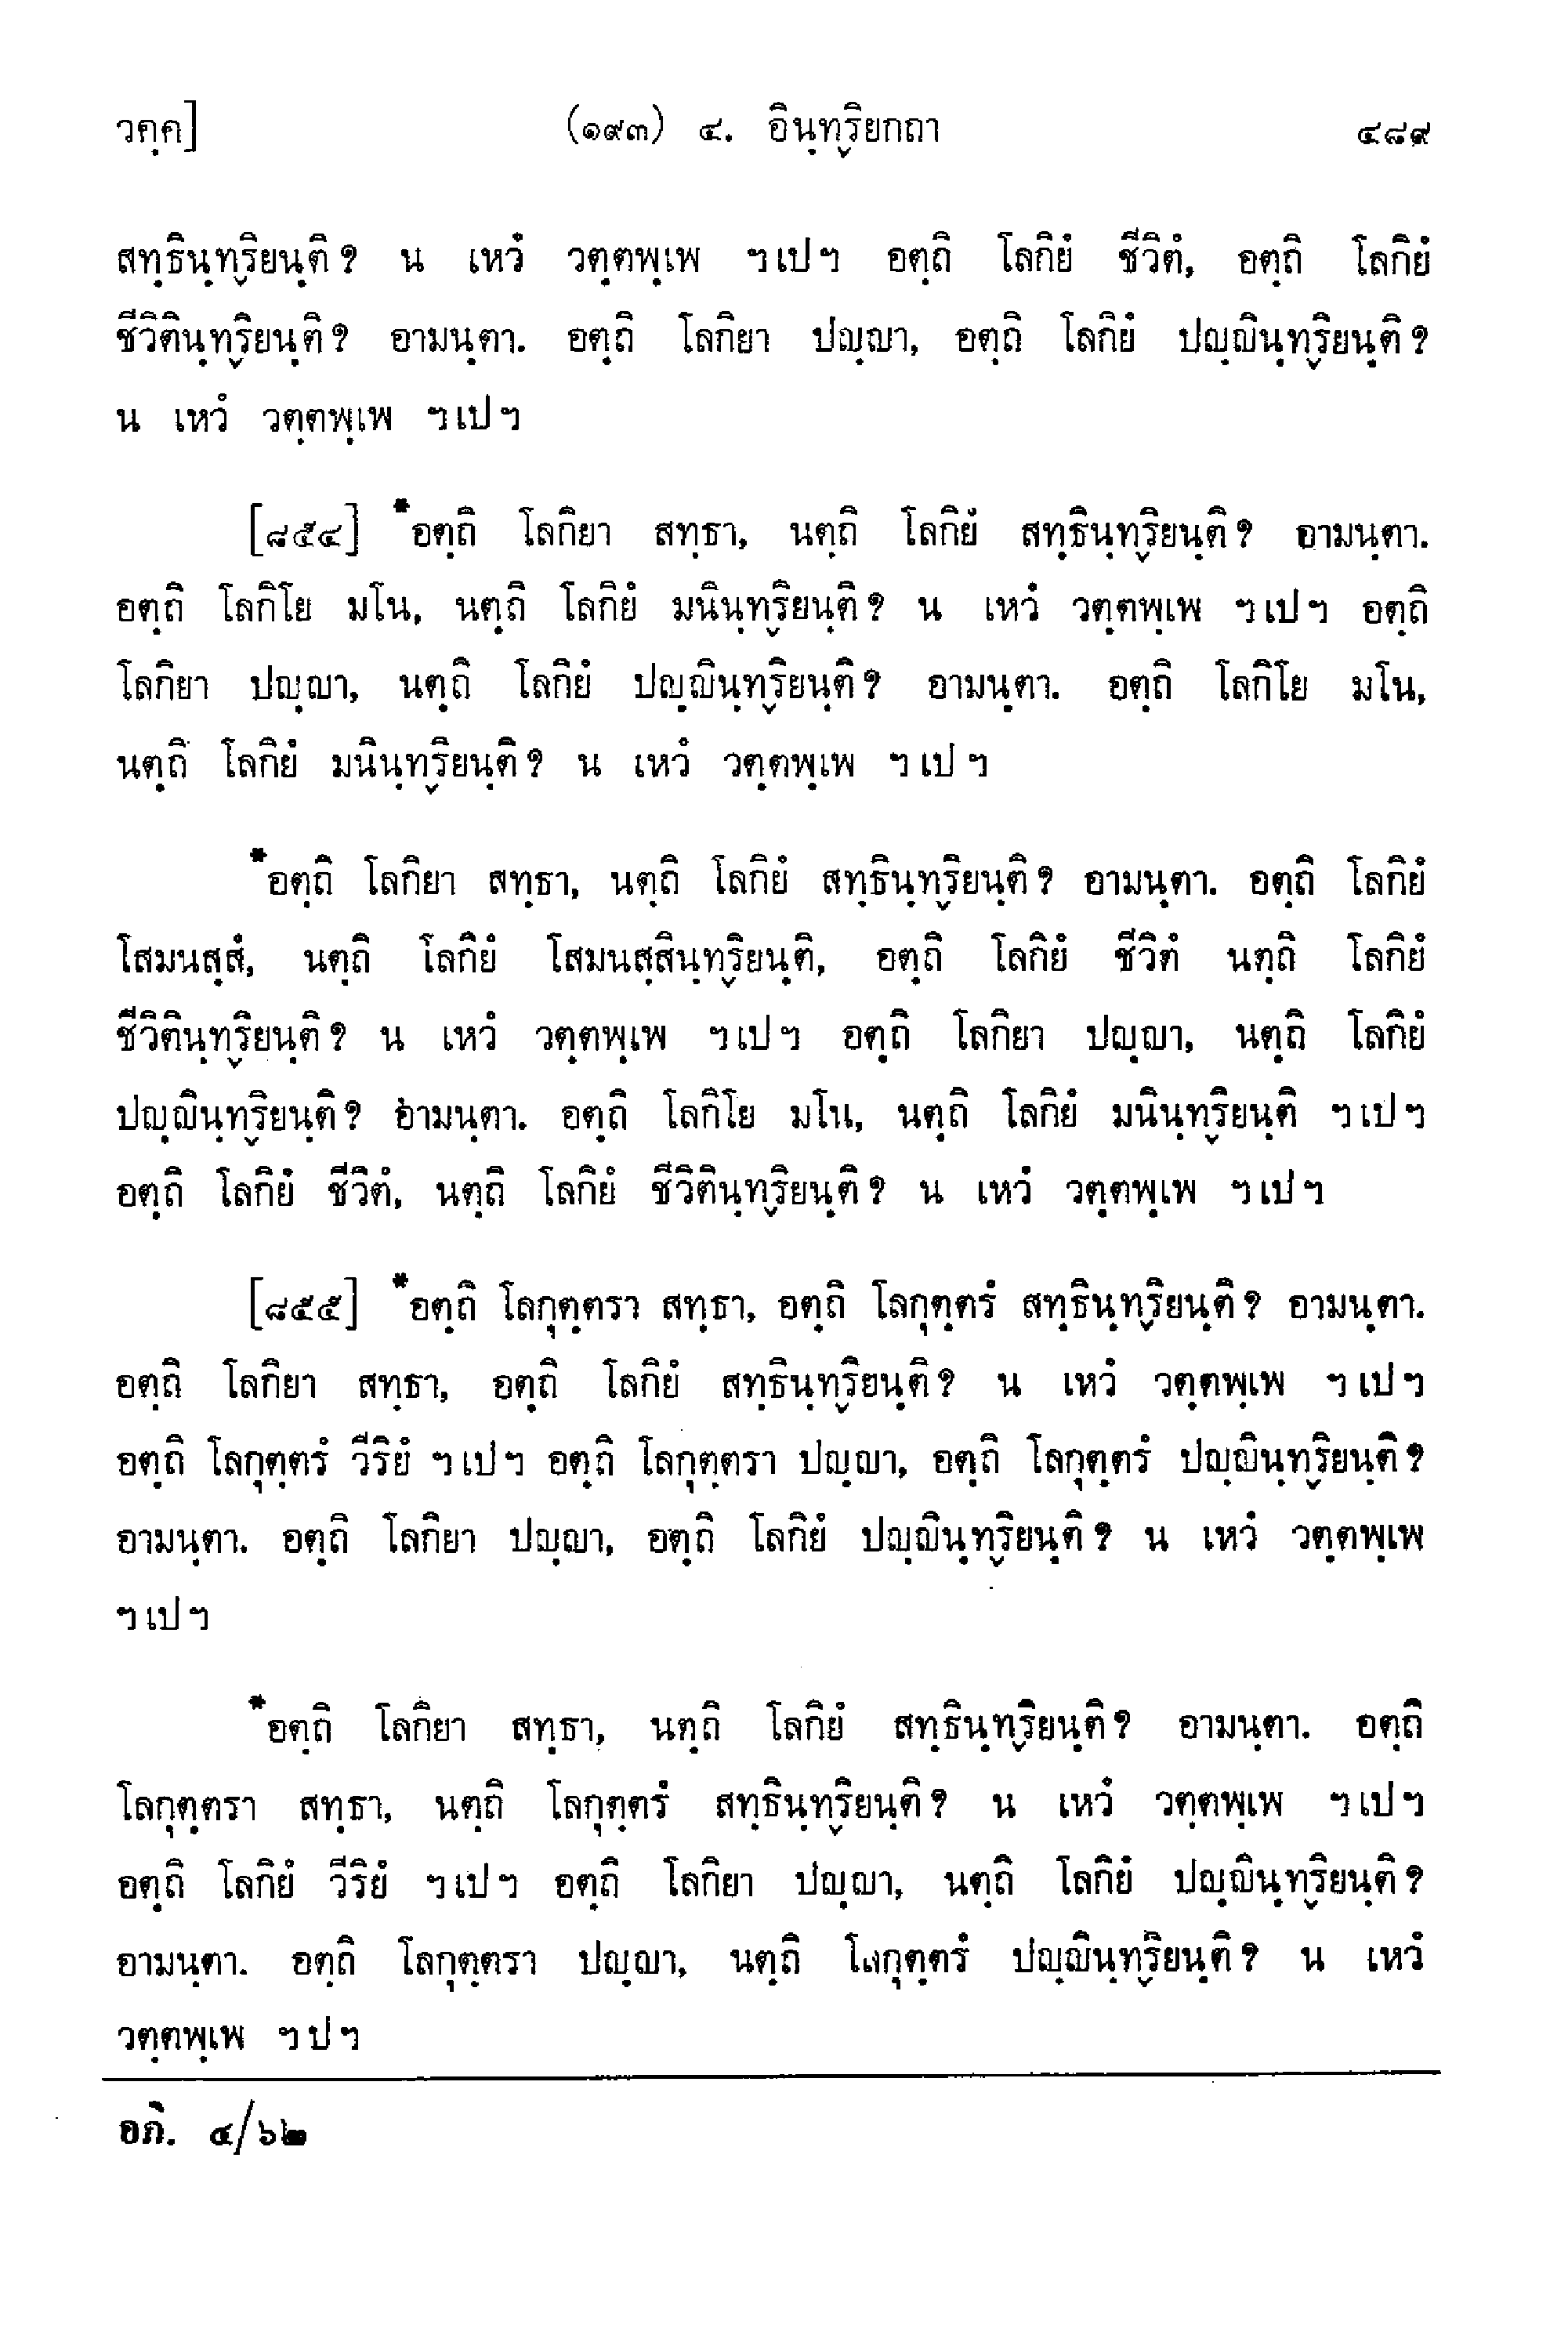 วคฺค]   (๑๙๓) ๔. อินฺทฺริยกถา   ๔๘๙
สทฺธินฺทฺริยนฺติ? น เหวํ วตฺตพฺเพ ฯเปฯ อตฺถิ โลกิยํ ชีวิตํ, อตฺถิ โลกิยํ
ชีวิตินฺทฺริยนฺติ? อามนฺตา. อตฺถิ โลกิยา ปญฺญา, อตฺถิ โลกิยํ ปญฺญินฺทฺริยนฺติ?
น เหวํ วตฺตพฺเพ ฯเปฯ
[๘๕๔] *อตฺถิ โลกิยา สทฺธา, นตฺถิ โลกิยํ สทฺธินฺทฺริยนฺติ? อามนฺตา.
อตฺถิ โลกิโย มโน, นตฺถิ โลกิยํ มนินฺทฺริยนฺติ? น เหวํ วตฺตพฺเพ ฯเปฯ อตฺถิ
โลกิยา ปญฺญา, นตฺถิ โลกิยํ ปญฺญินฺทฺริยนฺติ? อามนฺตา. อตฺถิ โลกิโย มโน,
นตฺถิ โลกิยํ มนินฺทฺริยนฺติ? น เหวํ วตฺตพฺเพ ฯเปฯ
*อตฺถิ โลกิยา สทฺธา, นตฺถิ โลกิยํ สทฺธินฺทฺริยนฺติ? อามนฺตา. อตฺถิ โลกิยํ
โสมนสฺสํ, นตฺถิ โลกิยํ โสมนสฺสินฺทฺริยนฺติ, อตฺถิ โลกิยํ ชีวิตํ นตฺถิ โลกิยํ
ชีวิตินฺทฺริยนฺติ? น เหวํ วตฺตพฺเพ ฯเปฯ อตฺถิ โลกิยา ปญฺญา, นตฺถิ โลกิยํ
ปญฺญินฺทฺริยนฺติ? อามนฺตา. อตฺถิ โลกิโย มโน, นตฺถิ โลกิยํ มนินฺทฺริยนฺติ ฯเปฯ
อตฺถิ โลกิยํ ชีวิตํ, นตฺถิ โลกิยํ ชีวิตินฺทฺริยนฺติ? น เหวํ วตฺตพฺเพ ฯเปฯ
[๘๕๕] *อตฺถิ โลกุตฺตรา สทฺธา, อตฺถิ โลกุตฺตรํ สทฺธินฺทฺริยนฺติ? อามนฺตา.
อตฺถิ โลกิยา สทฺธา, อตฺถิ โลกิยํ สทฺธินฺทฺริยนฺติ? น เหวํ วตฺตพฺเพ ฯเปฯ
อตฺถิ โลกุตฺตรํ วีริยํ ฯเปฯ อตฺถิ โลกุตฺตรา ปญฺญา, อตฺถิ โลกุตฺตรํ ปญฺญินฺทฺริยนฺติ?
อามนฺตา. อตฺถิ โลกิยา ปญฺญา, อตฺถิ โลกิยํ ปญฺญินฺทฺริยนฺติ? น เหวํ วตฺตพฺเพ
ฯเปฯ
*อตฺถิ โลกิยา สทฺธา, นตฺถิ โลกิยํ สทฺธินฺทฺริยนฺติ? อามนฺตา. อตฺถิ
โลกุตฺตรา สทฺธา, นตฺถิ โลกุตฺตรํ สทฺธินฺทฺริยนฺติ? น เหวํ วตฺตพฺเพ ฯเปฯ
อตฺถิ โลกิยํ วีริยํ ฯเปฯ อตฺถิ โลกิยา ปญฺญา, นตฺถิ โลกิยํ ปญฺญินฺทฺริยนฺติ?
อามนฺตา. อตฺถิ โลกุตฺตรา ปญฺญา, นตฺถิ โลกุตฺตรํ ปญฺญินฺทฺริยนฺติ? น เหวํ
วตฺตพฺเพ ฯปฯ
อภิ. ๔/๖๒